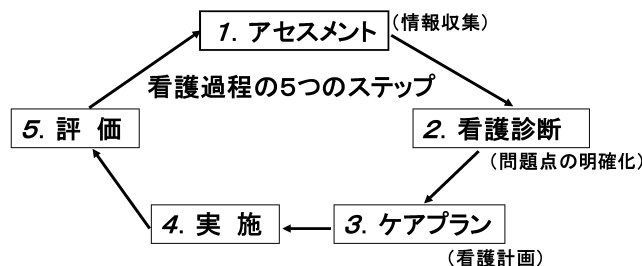 1. アセスメント
(情報収集)
看護過程の5つのステップ
5. 評 価
2. 看護診断
(問題点の明確化)
4. 実 施
3. ケアプラン
(看護計画)